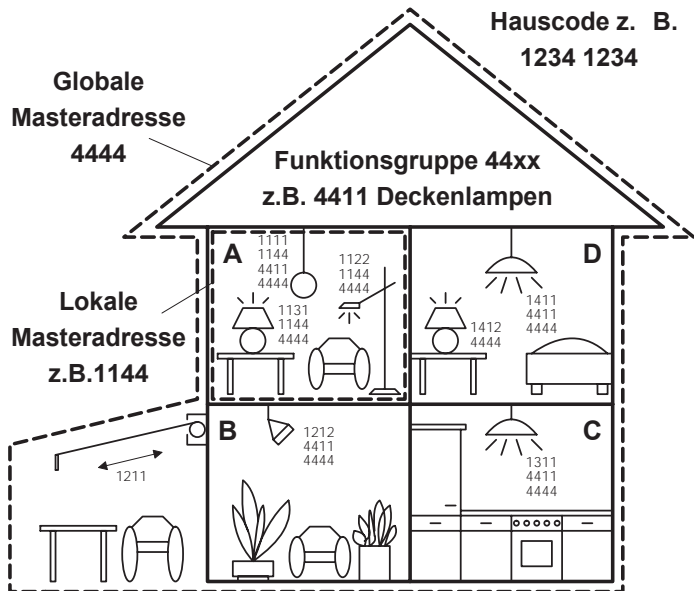 Hauscode z. B.
1234 1234
Globale
Masteradresse
4444
Funktionsgruppe 44xx
z.B. 4411 Deckenlampen
Lokale
Masteradresse
z.B.1144
A
1111
1144
4411
4444
1122
1144
4444
1131
1144
4444
D
1411
4411
4444
1412
4444
B
1212
4411
4444
C
1311
4411
4444
1211